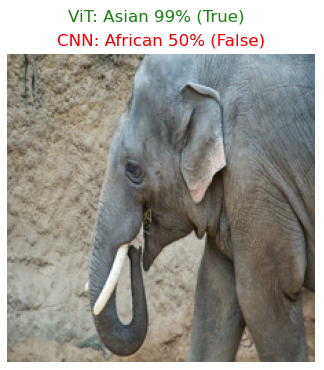 ViT: Asian 99% (True)
CNN: African 50% (False)